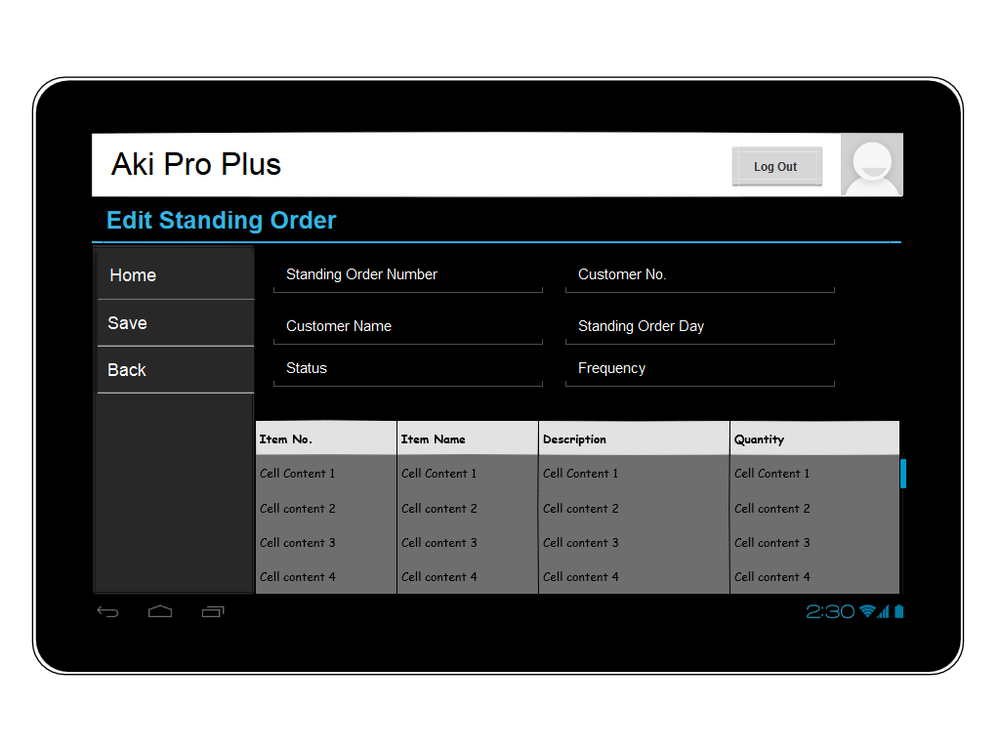 Aki Pro Plus
Log Out
Edit Standing Order
Home
Save
Back
Standing Order Number
Customer No.
Customer Name
Standing Order Day
Status
Frequency
Item No. Item Name Description Quantity
Cell Content 1 Cell Content 1 Cell Content 1 Cell Content 1
Cell content 2 Cell content 2 Cell content 2 Cell content 2
Cell content 3 Cell content 3 Cell content 3 Cell content 3
Cell content 4 Cell content 4 Cell content 4 Cell content 4
2:30